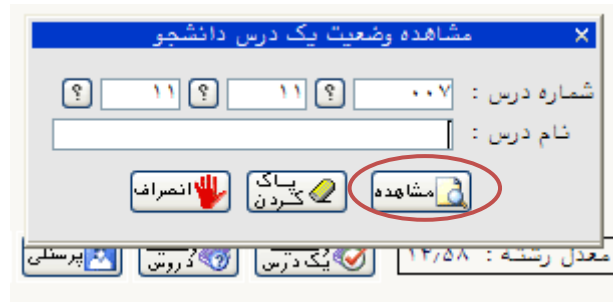 مشاهده وضعیت یک درس دانشجو
شماره درس : ۰۰۷ ؟ ۱۱ ؟ ۱۱ ؟
نام درس :
مشاهده پاک کردن انصراف
معدل رشته : ۱۴٫۵۸ یک درس دروس پرسنلی